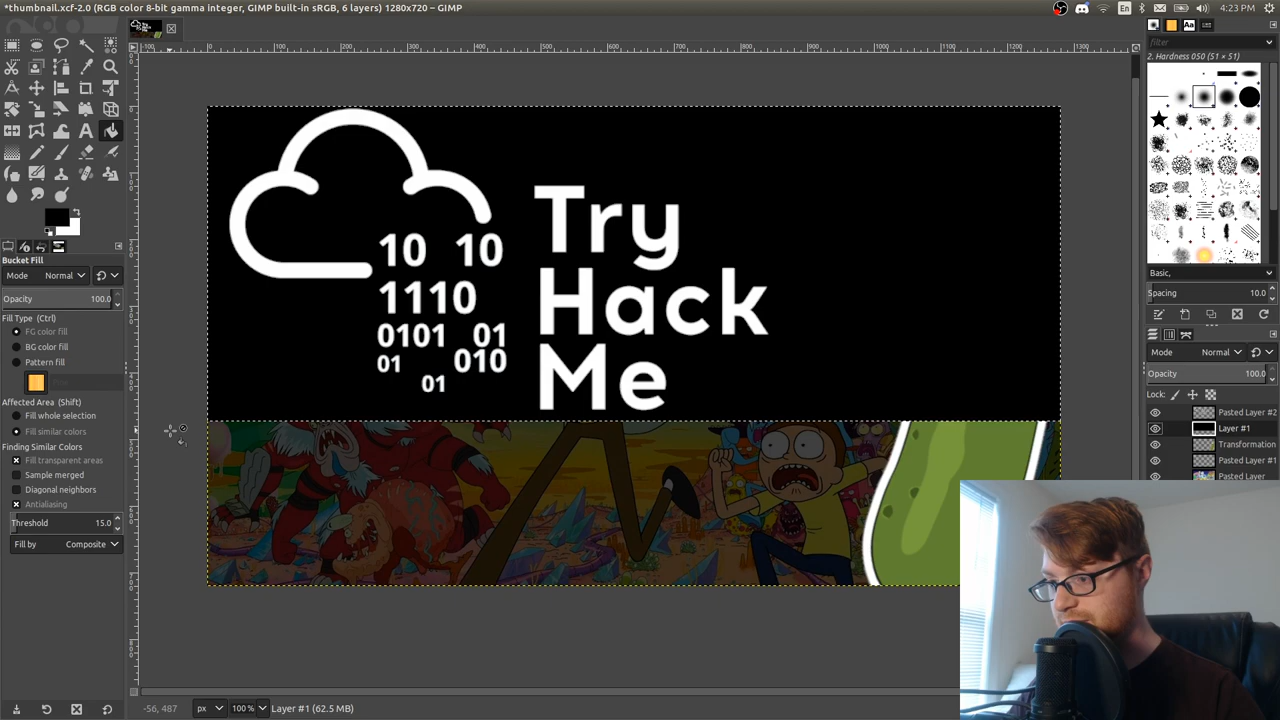 *thumbnail.xcf-2.0 (RGB color 8-bit gamma integer, GIMP built-in sRGB, 6 layers) 1280x720 – GIMP
En
4:23 PM
Aa
filter
2. Hardness 050 (51 × 51)
Try
Hack
Me
10 10
1110
0101 01
01 010
01
Bucket Fill
Mode Normal
Opacity 100.0
Fill Type (Ctrl)
FG color fill
BG color fill
Pattern fill
Affected Area (Shift)
Fill whole selection
Fill similar colors
Finding Similar Colors
Fill transparent areas
Sample merged
Diagonal neighbors
Antialiasing
Threshold 15.0
Fill by Composite
Basic,
Spacing 10.0
Mode Normal
Opacity 100.0
Lock:
Pasted Layer #2
Layer #1
Transformation
Pasted Layer #1
Pasted Layer
-56, 487 px 100% Layer #1 (62.5 MB)